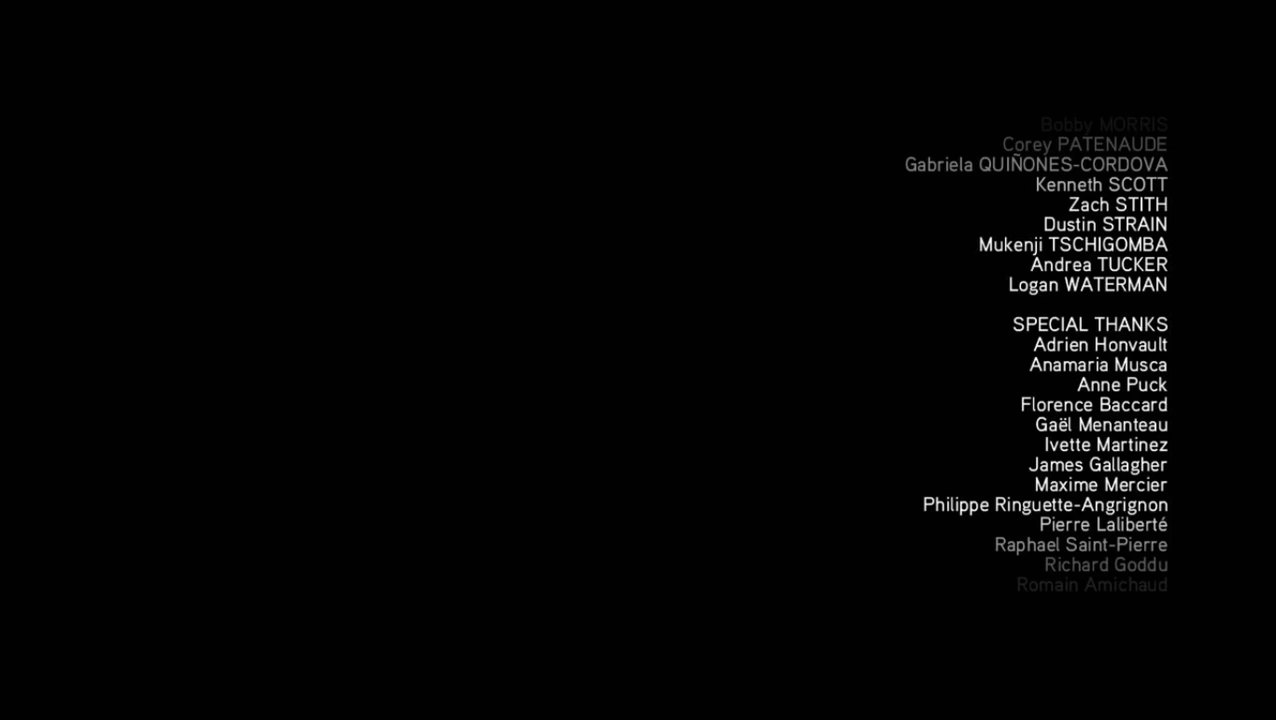 Bobby MORRIS
Corey PATENAUDE
Gabriela QUIÑONES-CORDOVA
Kenneth SCOTT
Zach STITH
Dustin STRAIN
Mukenji TSCHIGOMBA
Andrea TUCKER
Logan WATERMAN
SPECIAL THANKS
Adrien Honvault
Anamaria Musca
Anne Puck
Florence Baccard
Gaël Menanteau
Ivette Martinez
James Gallagher
Maxime Mercier
Philippe Ringuette-Angrignon
Pierre Laliberté
Raphael Saint-Pierre
Richard Goddu
Romain Amichaud